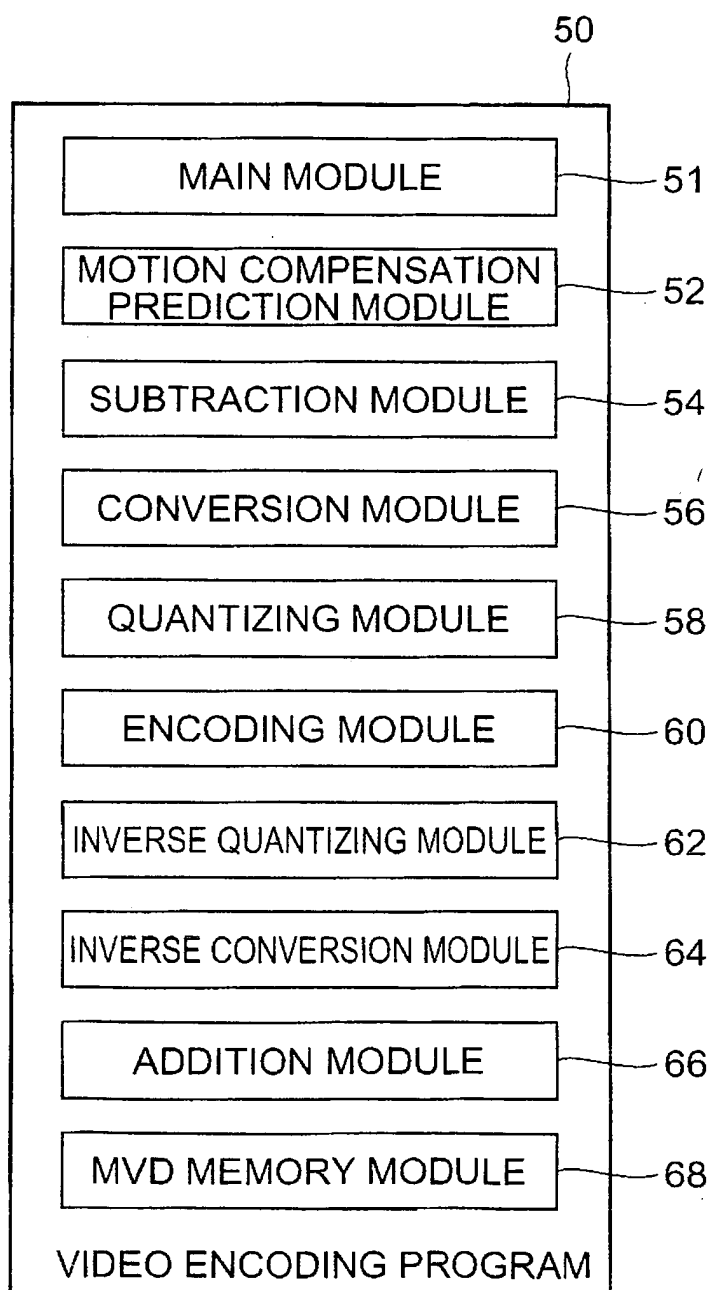 50
MAIN MODULE
51
MOTION COMPENSATION
PREDICTION MODULE
52
SUBTRACTION MODULE
54
CONVERSION MODULE
56
QUANTIZING MODULE
58
ENCODING MODULE
60
INVERSE QUANTIZING MODULE
62
INVERSE CONVERSION MODULE
64
ADDITION MODULE
66
MVD MEMORY MODULE
68
VIDEO ENCODING PROGRAM